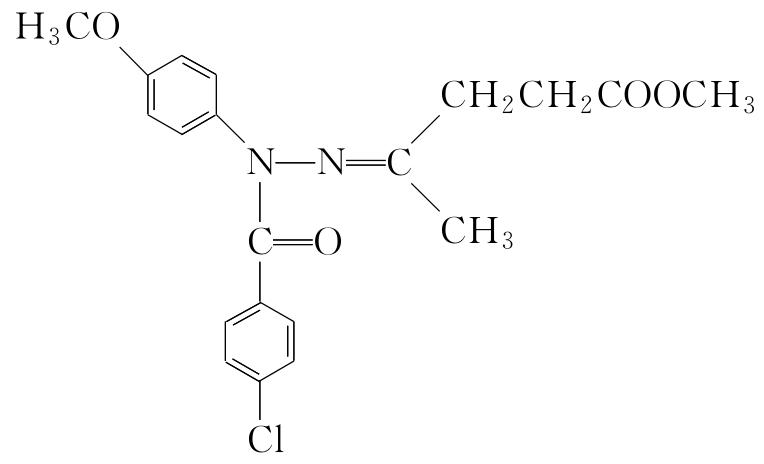 H₃CO
CH₂CH₂COOCH₃
N—N=C
CH₃
C=O
Cl